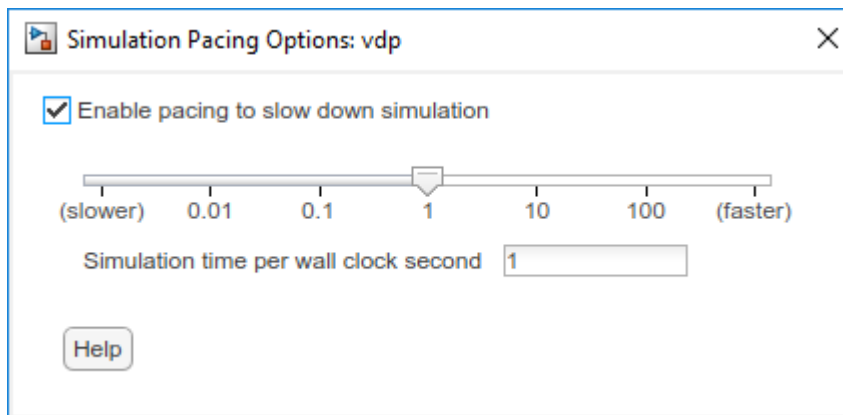 Simulation Pacing Options: vdp
Enable pacing to slow down simulation
(slower) 0.01 0.1 1 10 100 (faster)
Simulation time per wall clock second 1
Help